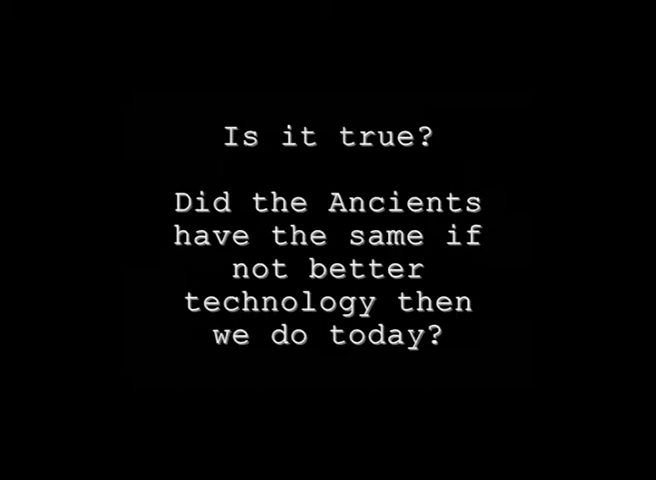 Is it true?
Did the Ancients
have the same if
not better
technology then
we do today?